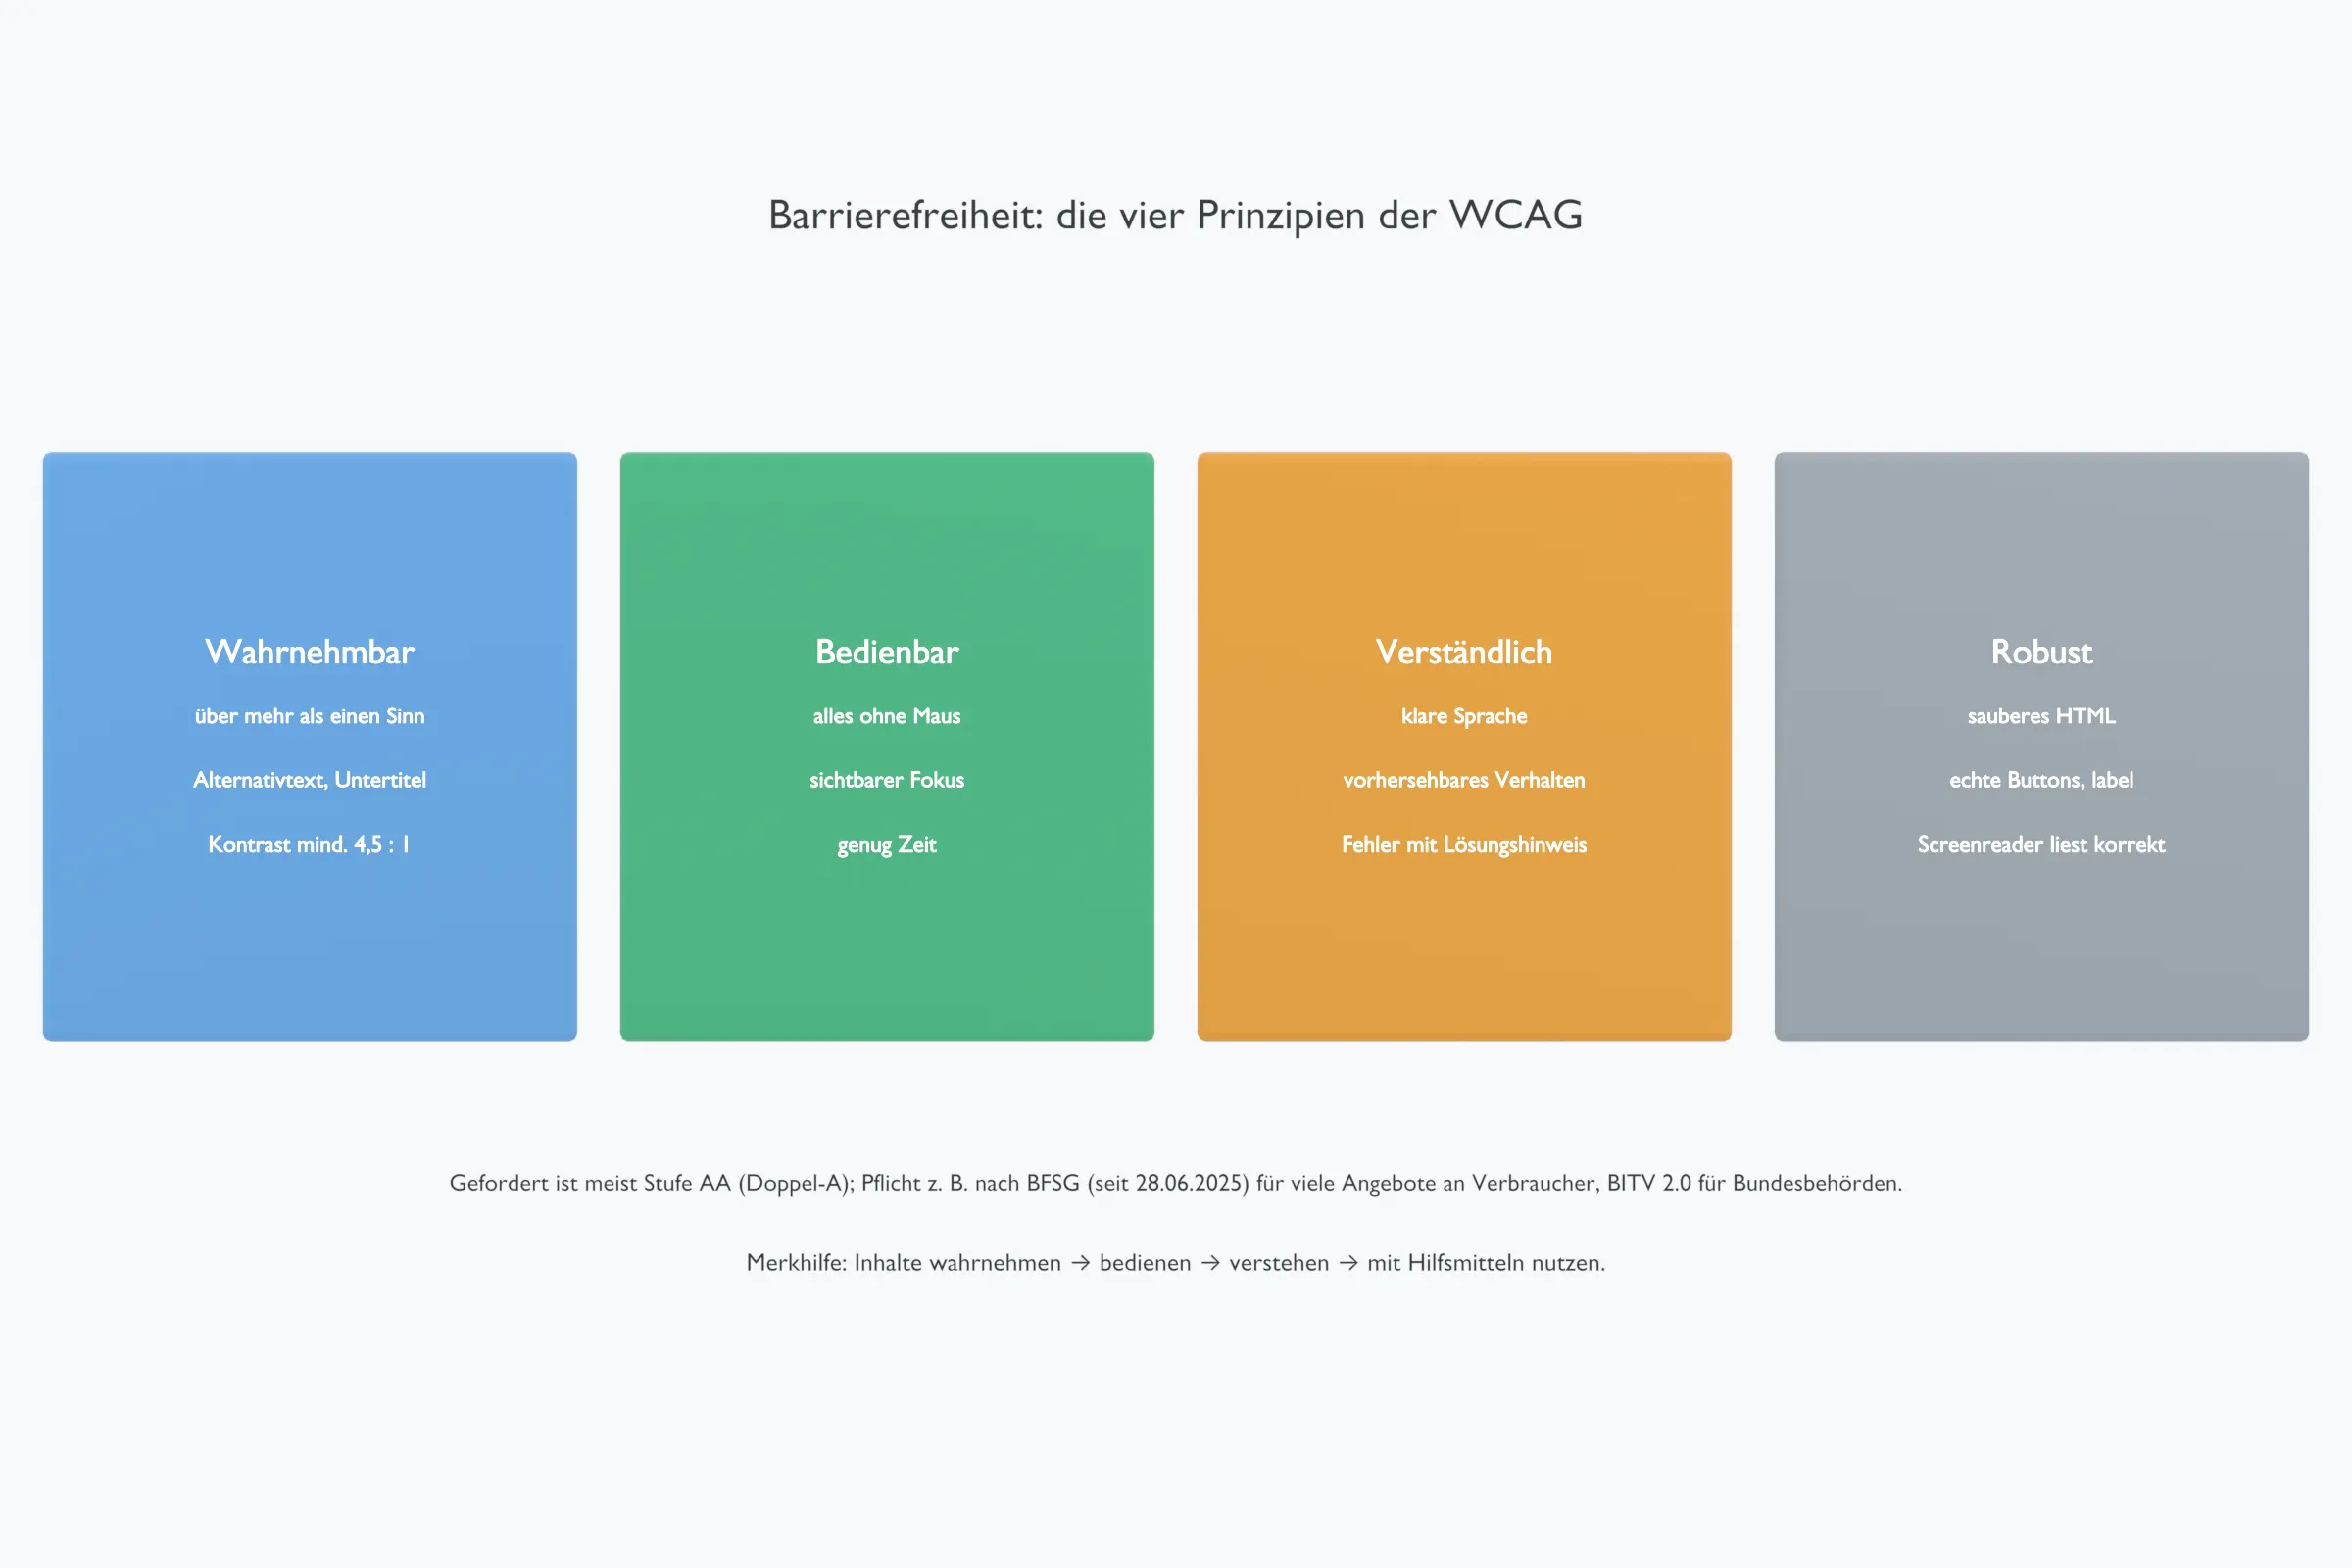 Barrierefreiheit: die vier Prinzipien der WCAG
Wahrnehmbar
über mehr als einen Sinn
Alternativtext, Untertitel
Kontrast mind. 4,5 : 1
Bedienbar
alles ohne Maus
sichtbarer Fokus
genug Zeit
Verständlich
klare Sprache
vorhersehbares Verhalten
Fehler mit Lösungshinweis
Robust
sauberes HTML
echte Buttons, label
Screenreader liest korrekt
Gefordert ist meist Stufe AA (Doppel-A); Pflicht z. B. nach BFSG (seit 28.06.2025) für viele Angebote an Verbraucher, BITV 2.0 für Bundesbehörden.
Merkhilfe: Inhalte wahrnehmen → bedienen → verstehen → mit Hilfsmitteln nutzen.